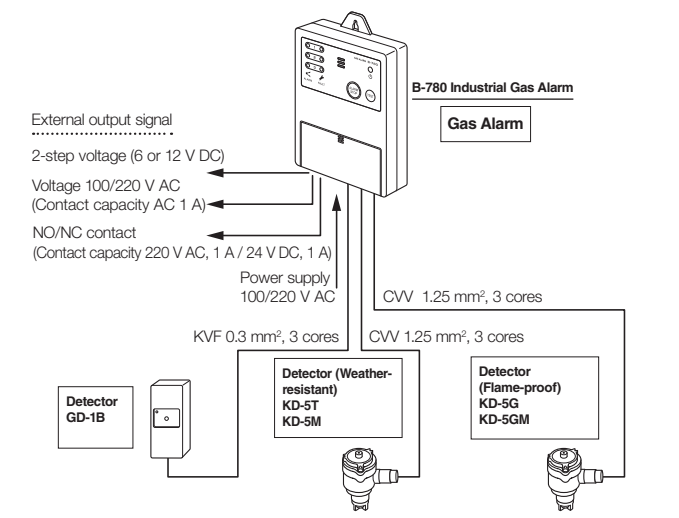 B-780 Industrial Gas Alarm
Gas Alarm
External output signal
2-step voltage (6 or 12 V DC)
Voltage 100/220 V AC
(Contact capacity AC 1 A)
NO/NC contact
(Contact capacity 220 V AC, 1 A / 24 V DC, 1 A)
Power supply
100/220 V AC
CVV 1.25 mm², 3 cores
KVF 0.3 mm², 3 cores
CVV 1.25 mm², 3 cores
Detector
GD-1B
Detector (Weather-
resistant)
KD-5T
KD-5M
Detector
(Flame-proof)
KD-5G
KD-5GM